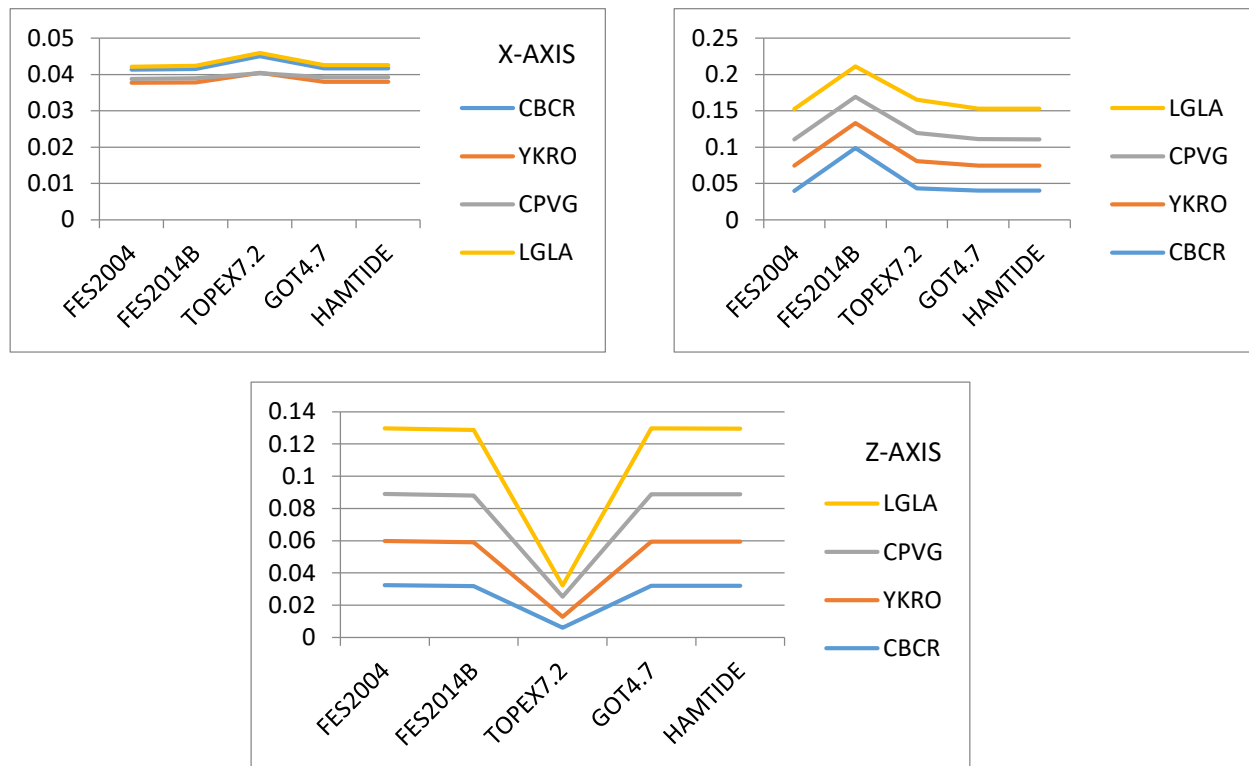 0.05
0.04
0.03
0.02
0.01
0
FES2004
FES2014B
TOPEX7.2
GOT4.7
HAMTIDE
X-AXIS
CBCR
YKRO
CPVG
LGLA
0.25
0.2
0.15
0.1
0.05
0
FES2004
FES2014B
TOPEX7.2
GOT4.7
HAMTIDE
LGLA
CPVG
YKRO
CBCR
0.14
0.12
0.1
0.08
0.06
0.04
0.02
0
FES2004
FES2014B
TOPEX7.2
GOT4.7
HAMTIDE
Z-AXIS
LGLA
CPVG
YKRO
CBCR